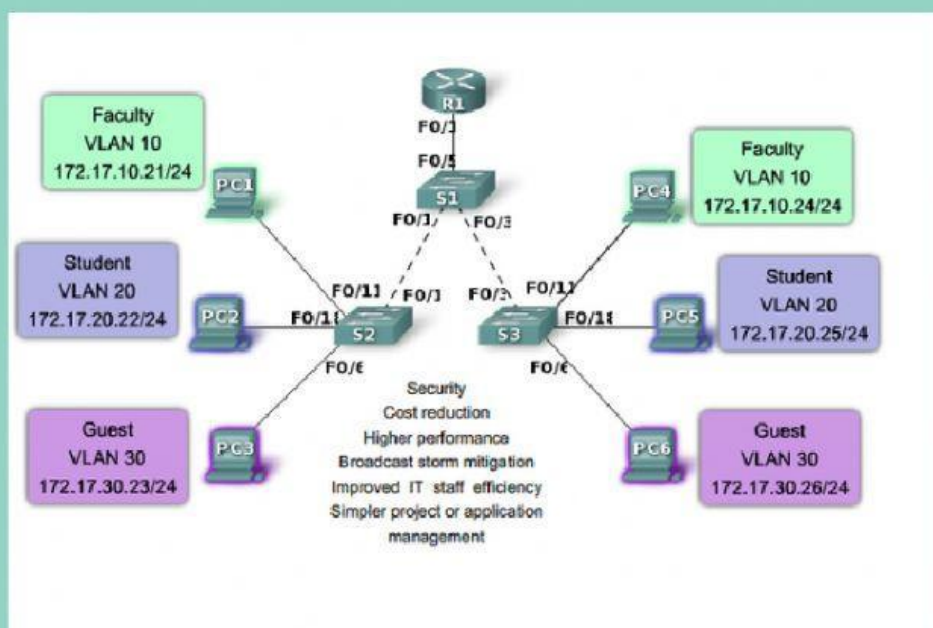 R1
F0/1
Faculty
VLAN 10
172.17.10.21/24
PC1
F0/5
S1
F0/1
F0/3
PC4
Faculty
VLAN 10
172.17.10.24/24
Student
VLAN 20
172.17.20.22/24
PC2
F0/11
F0/18
F0/1
S2
F0/3
F0/11
F0/18
S3
PC5
Student
VLAN 20
172.17.20.25/24
F0/6
F0/6
Guest
VLAN 30
172.17.30.23/24
PC3
Security
Cost reduction
Higher performance
Broadcast storm mitigation
Improved IT staff efficiency
Simpler project or application
management
PC6
Guest
VLAN 30
172.17.30.26/24